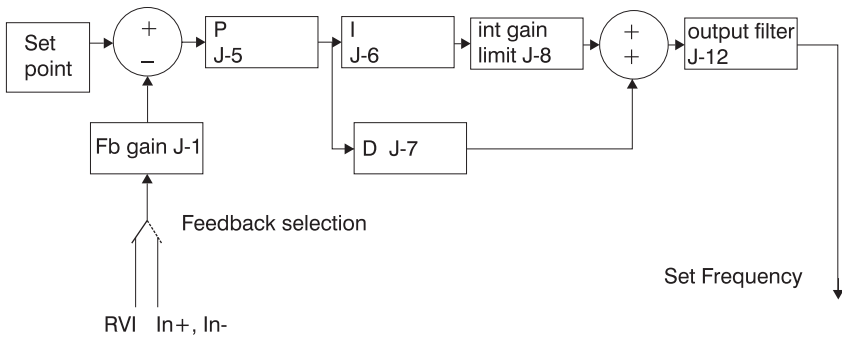 Set
point
+
−
P
J-5
I
J-6
int gain
limit J-8
+
+
output filter
J-12
Fb gain J-1
D J-7
Feedback selection
Set Frequency
RVI In+, In-